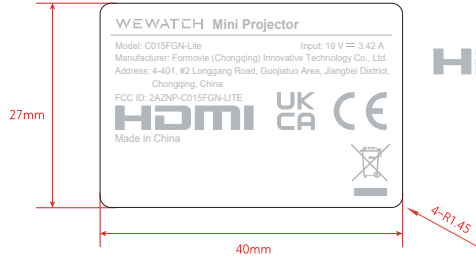 WEWATCH Mini Projector
Model: C015FGN-Lite Input: 19 V ⎓ 3.42 A
Manufacturer: Formovie (Chongqing) Innovative Technology Co., Ltd.
Address: 4-401, #2 Longgang Road, Guojiatuo Area, Jiangbei District,
Chongqing, China
FCC ID: 2AZNP-C015FGN-LITE
HDMI UK CA CE
Made in China
27mm
40mm
4-R1.45